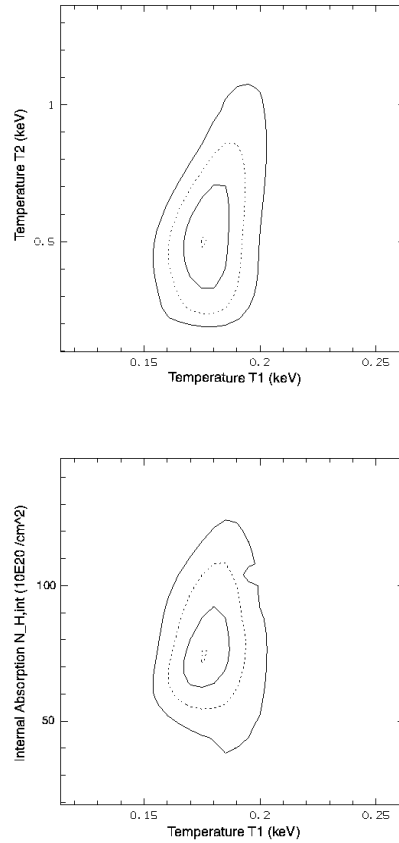 Temperature T2 (keV)
1
0.5
0.15
0.2
0.25
Temperature T1 (keV)
Internal Absorption N_H,int (10E20 /cm^2)
100
50
0.15
0.2
0.25
Temperature T1 (keV)